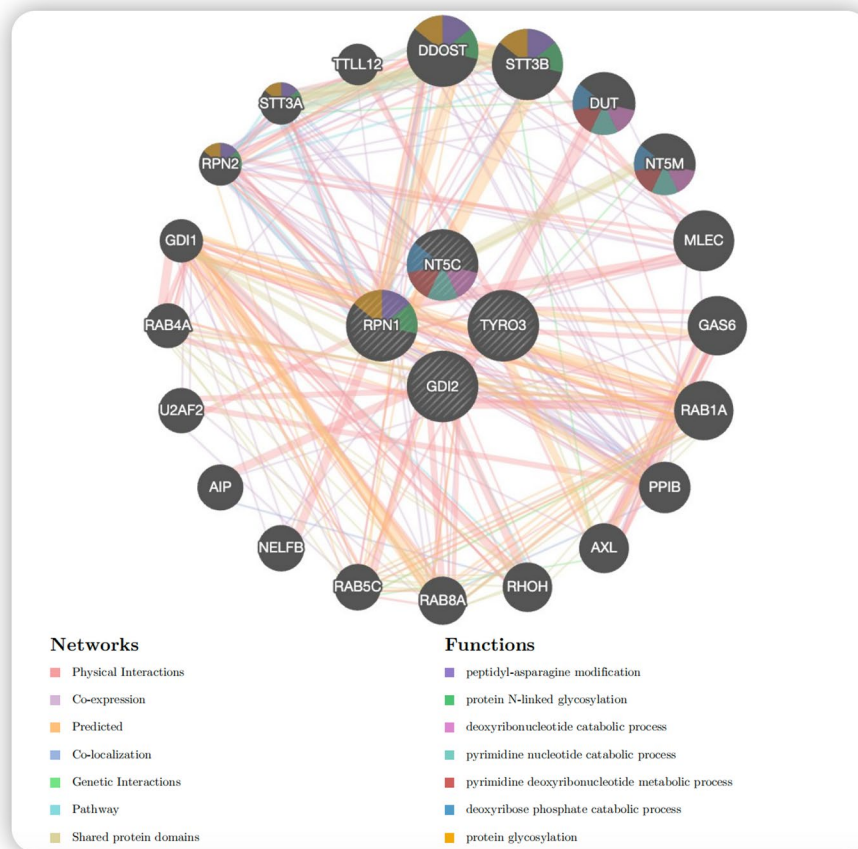 DDOST
STT3B
TTLL12
STT3A
DUT
RPN2
NT5M
GDI1
MLEC
NT5C
RAB4A
RPN1
TYRO3
GAS6
GDI2
U2AF2
RAB1A
AIP
PPIB
NELFB
AXL
RAB5C
RAB8A
RHOH
Networks
Physical Interactions
Co-expression
Predicted
Co-localization
Genetic Interactions
Pathway
Shared protein domains
Functions
peptidyl-asparagine modification
protein N-linked glycosylation
deoxyribonucleotide catabolic process
pyrimidine nucleotide catabolic process
pyrimidine deoxyribonucleotide metabolic process
deoxyribose phosphate catabolic process
protein glycosylation